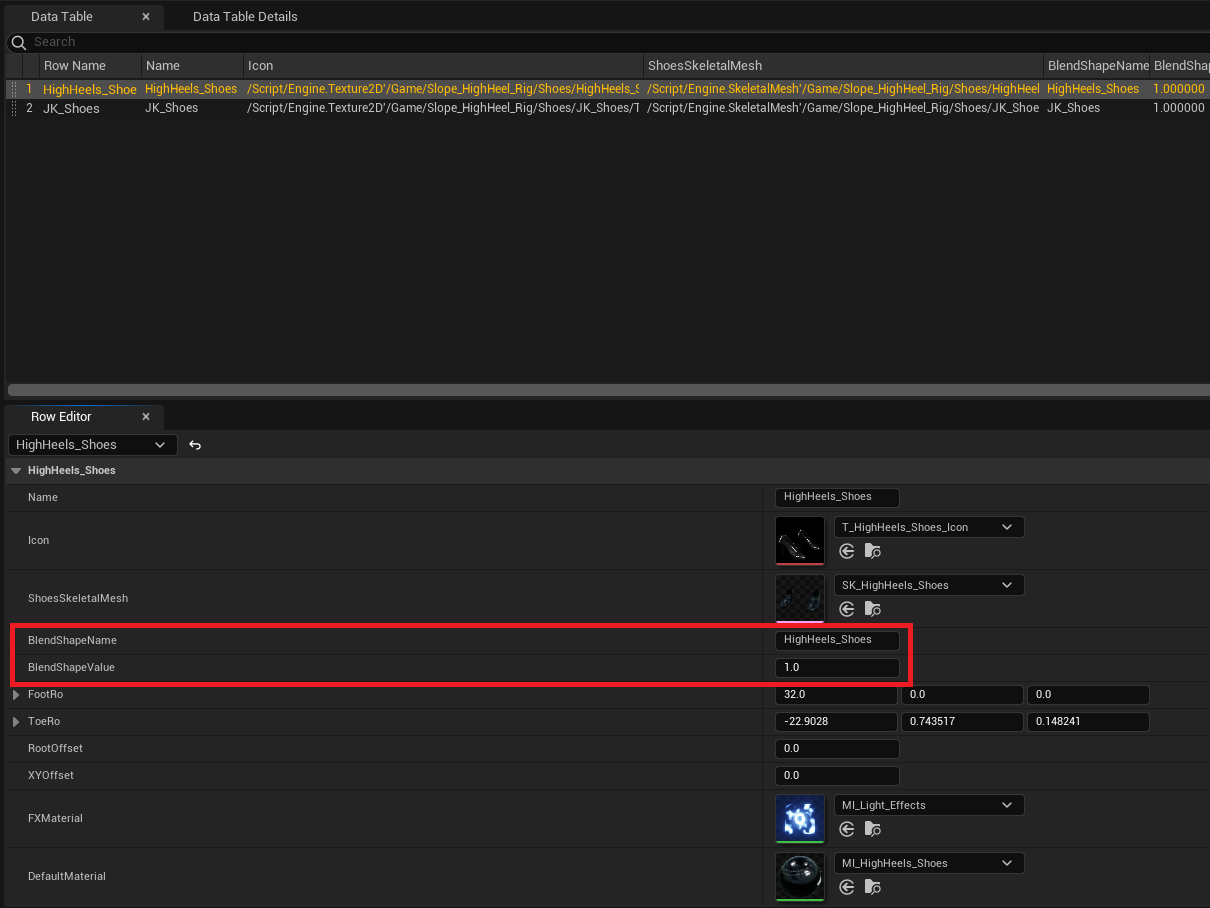 Data Table × Data Table Details
Search
Row Name Name Icon ShoesSkeletalMesh BlendShapeName BlendShap
1 HighHeels_Shoe HighHeels_Shoes /Script/Engine.Texture2D'/Game/Slope_HighHeel_Rig/Shoes/HighHeels_S /Script/Engine.SkeletalMesh'/Game/Slope_HighHeel_Rig/Shoes/HighHeel HighHeels_Shoes 1.000000
2 JK_Shoes JK_Shoes /Script/Engine.Texture2D'/Game/Slope_HighHeel_Rig/Shoes/JK_Shoes/T /Script/Engine.SkeletalMesh'/Game/Slope_HighHeel_Rig/Shoes/JK_Shoe JK_Shoes 1.000000
Row Editor ×
HighHeels_Shoes
HighHeels_Shoes
Name HighHeels_Shoes
Icon T_HighHeels_Shoes_Icon
ShoesSkeletalMesh SK_HighHeels_Shoes
BlendShapeName HighHeels_Shoes
BlendShapeValue 1.0
FootRo 32.0 0.0 0.0
ToeRo -22.9028 0.743517 0.148241
RootOffset 0.0
XYOffset 0.0
FXMaterial MI_Light_Effects
DefaultMaterial MI_HighHeels_Shoes